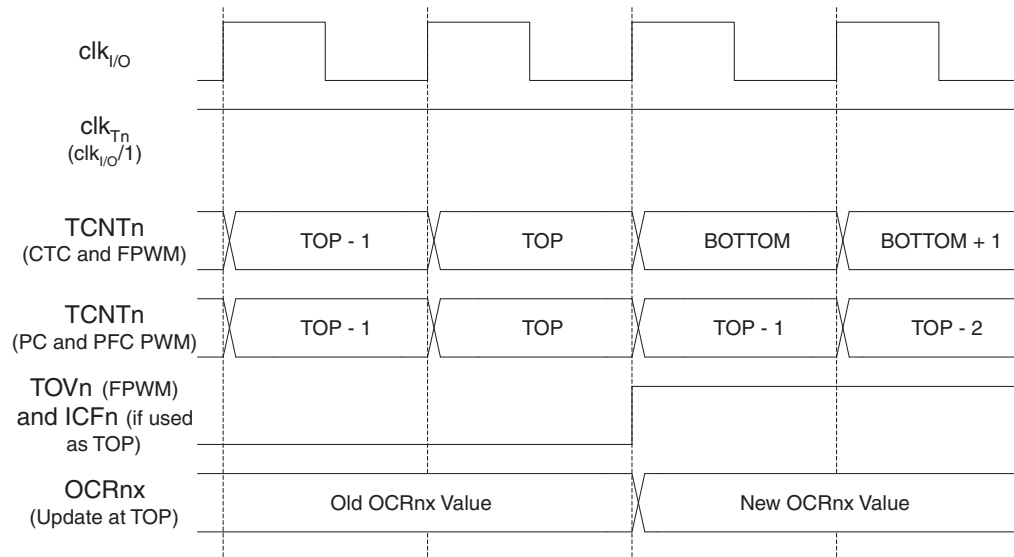 clkI/O
clkTn
(clkI/O/1)
TCNTn
(CTC and FPWM)
TOP - 1
TOP
BOTTOM
BOTTOM + 1
TCNTn
(PC and PFC PWM)
TOP - 1
TOP
TOP - 1
TOP - 2
TOVn (FPWM)
and ICFn (if used
as TOP)
OCRnx
(Update at TOP)
Old OCRnx Value
New OCRnx Value